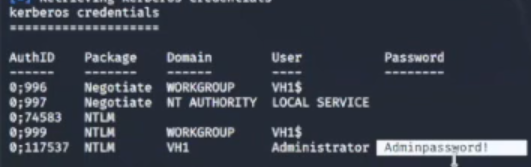 kerberos credentials
====================
AuthID Package Domain User Password
------ ------- ------ ---- --------
0;996 Negotiate WORKGROUP VH1$
0;997 Negotiate NT AUTHORITY LOCAL SERVICE
0;74583 NTLM
0;999 NTLM WORKGROUP VH1$
0;117537 NTLM VH1 Administrator Adminpassword!